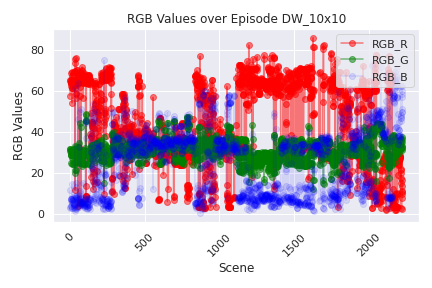 RGB Values over Episode DW_10x10
RGB Values
80
60
40
20
0
RGB_R
RGB_G
RGB_B
0
500
1000
1500
2000
Scene